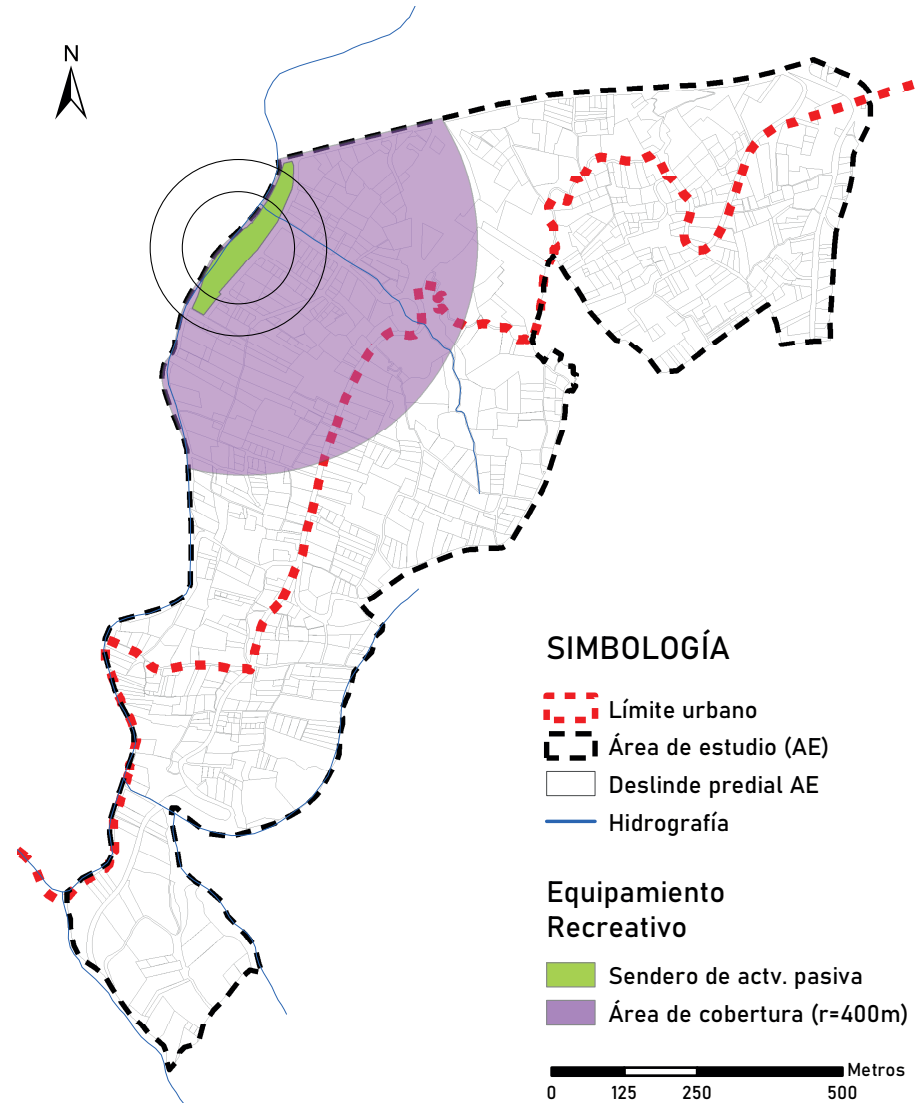 N
SIMBOLOGÍA
Límite urbano
Área de estudio (AE)
Deslinde predial AE
Hidrografía
Equipamiento
Recreativo
Sendero de actv. pasiva
Área de cobertura (r=400m)
Metros
0 125 250 500